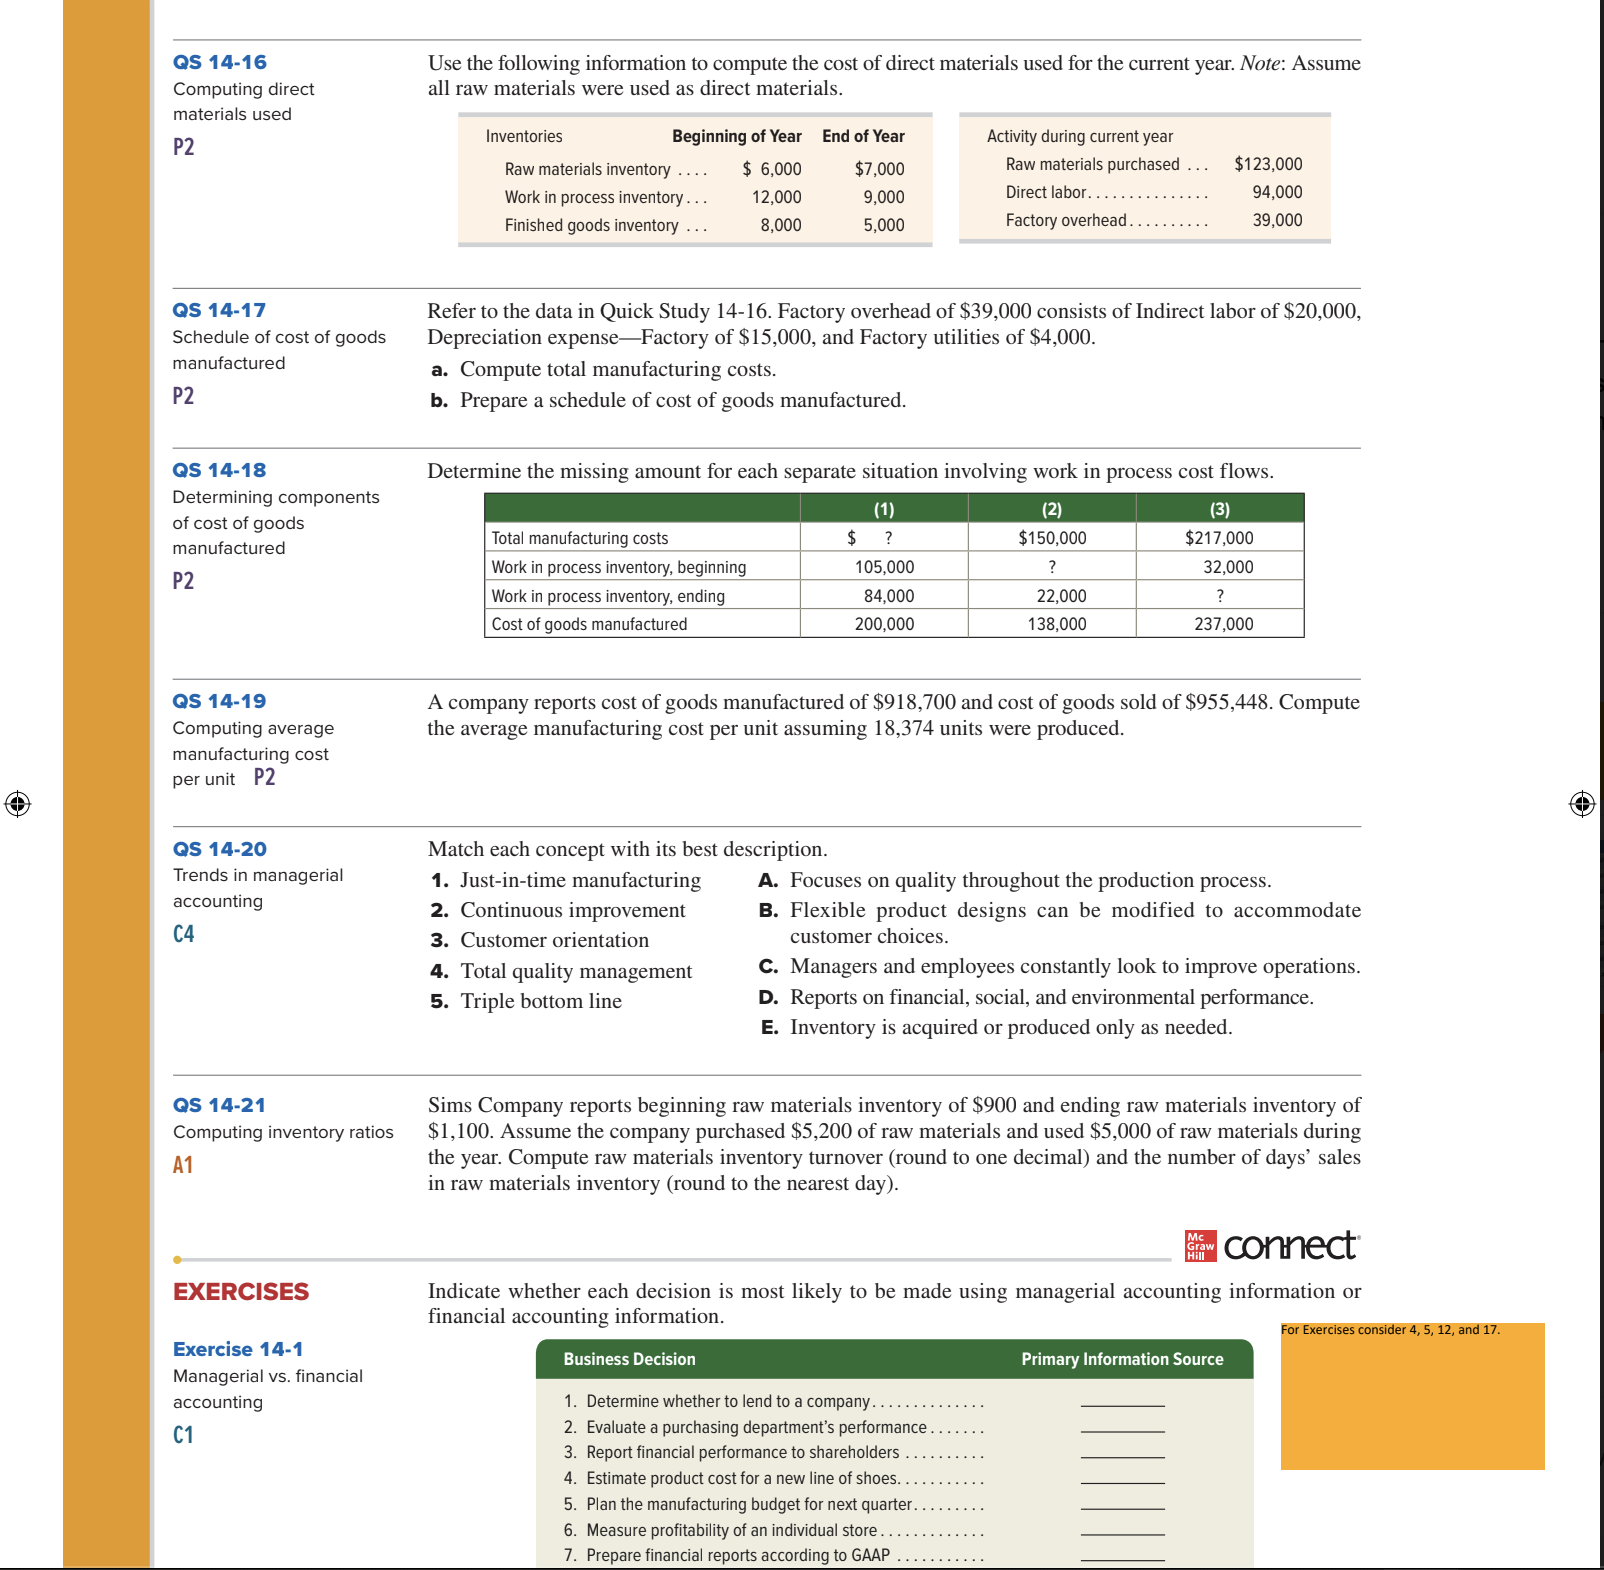 QS 14-16
Computing direct
materials used
P2
Use the following information to compute the cost of direct materials used for the current year. Note: Assume
all raw materials were used as direct materials.
Inventories Beginning of Year End of Year
Raw materials inventory .... $ 6,000 $7,000
Work in process inventory... 12,000 9,000
Finished goods inventory ... 8,000 5,000
Activity during current year
Raw materials purchased ... $123,000
Direct labor............... 94,000
Factory overhead.......... 39,000
QS 14-17
Schedule of cost of goods
manufactured
P2
Refer to the data in Quick Study 14-16. Factory overhead of $39,000 consists of Indirect labor of $20,000,
Depreciation expense—Factory of $15,000, and Factory utilities of $4,000.
a. Compute total manufacturing costs.
b. Prepare a schedule of cost of goods manufactured.
QS 14-18
Determining components
of cost of goods
manufactured
P2
Determine the missing amount for each separate situation involving work in process cost flows.
(1) (2) (3)
Total manufacturing costs $ ? $150,000 $217,000
Work in process inventory, beginning 105,000 ? 32,000
Work in process inventory, ending 84,000 22,000 ?
Cost of goods manufactured 200,000 138,000 237,000
QS 14-19
Computing average
manufacturing cost
per unit P2
A company reports cost of goods manufactured of $918,700 and cost of goods sold of $955,448. Compute
the average manufacturing cost per unit assuming 18,374 units were produced.
QS 14-20
Trends in managerial
accounting
C4
Match each concept with its best description.
1. Just-in-time manufacturing
2. Continuous improvement
3. Customer orientation
4. Total quality management
5. Triple bottom line
A. Focuses on quality throughout the production process.
B. Flexible product designs can be modified to accommodate
customer choices.
C. Managers and employees constantly look to improve operations.
D. Reports on financial, social, and environmental performance.
E. Inventory is acquired or produced only as needed.
QS 14-21
Computing inventory ratios
A1
Sims Company reports beginning raw materials inventory of $900 and ending raw materials inventory of
$1,100. Assume the company purchased $5,200 of raw materials and used $5,000 of raw materials during
the year. Compute raw materials inventory turnover (round to one decimal) and the number of days' sales
in raw materials inventory (round to the nearest day).
Mc
Graw
Hill
connect
EXERCISES
Exercise 14-1
Managerial vs. financial
accounting
C1
Indicate whether each decision is most likely to be made using managerial accounting information or
financial accounting information.
Business Decision Primary Information Source
1. Determine whether to lend to a company..............
2. Evaluate a purchasing department's performance.......
3. Report financial performance to shareholders ..........
4. Estimate product cost for a new line of shoes...........
5. Plan the manufacturing budget for next quarter.........
6. Measure profitability of an individual store.............
7. Prepare financial reports according to GAAP ...........
For Exercises consider 4, 5, 12, and 17.